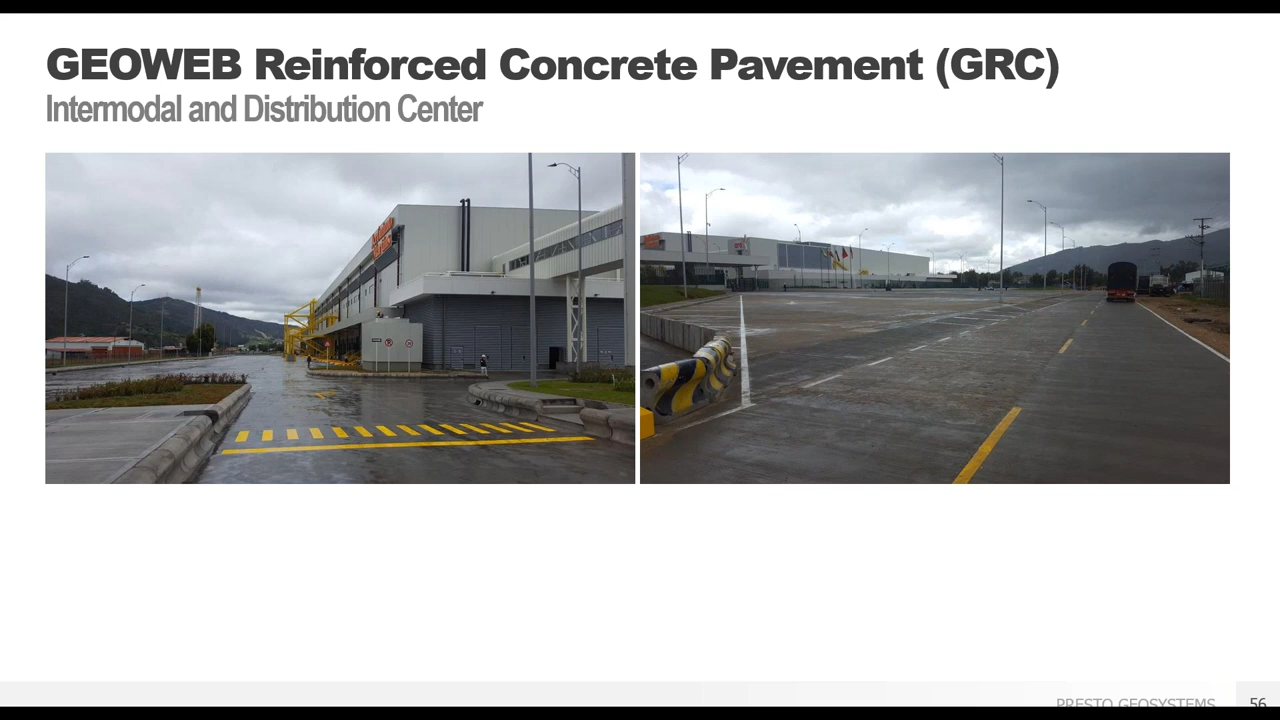 GEOWEB Reinforced Concrete Pavement (GRC)
Intermodal and Distribution Center
PRESTO GEOSYSTEMS
56